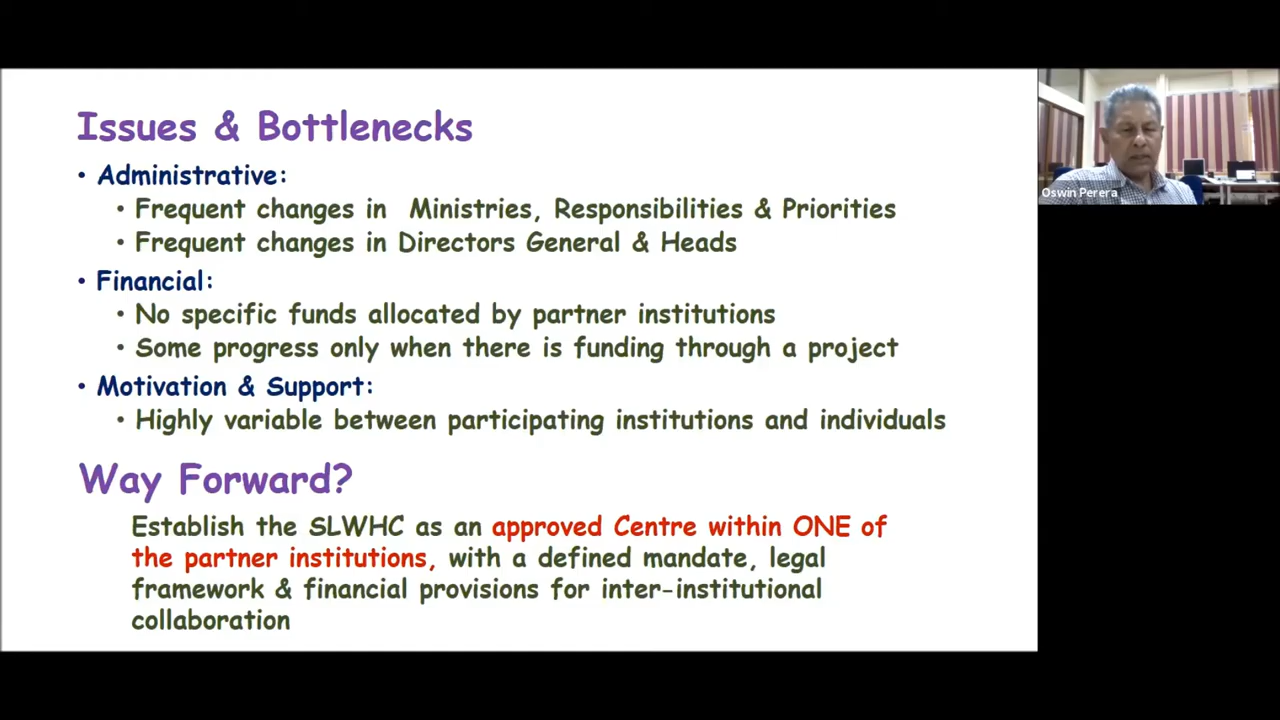 Issues & Bottlenecks
• Administrative:
• Frequent changes in Ministries, Responsibilities & Priorities
• Frequent changes in Directors General & Heads
• Financial:
• No specific funds allocated by partner institutions
• Some progress only when there is funding through a project
• Motivation & Support:
• Highly variable between participating institutions and individuals
Way Forward?
Establish the SLWHC as an approved Centre within ONE of
the partner institutions, with a defined mandate, legal
framework & financial provisions for inter-institutional
collaboration
Oswin Perera